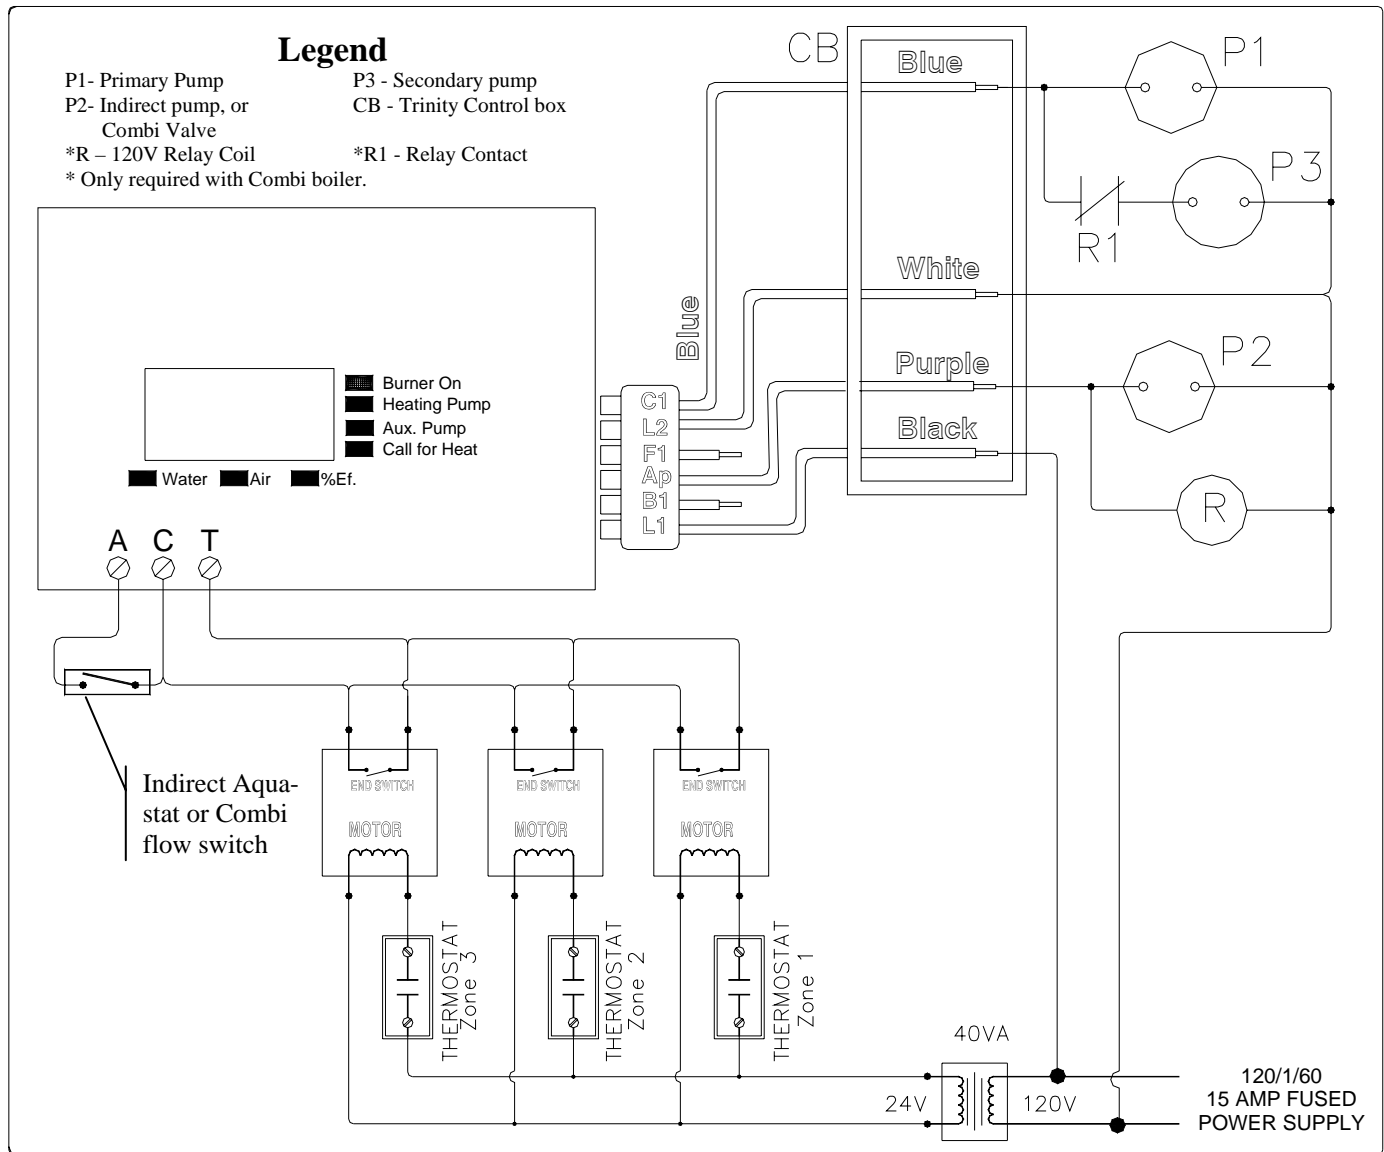 Legend
P1- Primary Pump
P3 - Secondary pump
P2- Indirect pump, or
Combi Valve
CB - Trinity Control box
*R – 120V Relay Coil
*R1 - Relay Contact
* Only required with Combi boiler.
CB
Blue
P1
P3
R1
White
Blue
Purple
P2
Black
R
Burner On
Heating Pump
Aux. Pump
Call for Heat
Water
Air
%Ef.
C1
L2
F1
Ap
B1
L1
A C T
Indirect Aqua-
stat or Combi
flow switch
END SWITCH
END SWITCH
END SWITCH
MOTOR
MOTOR
MOTOR
THERMOSTAT
Zone 3
THERMOSTAT
Zone 2
THERMOSTAT
Zone 1
40VA
24V
120V
120/1/60
15 AMP FUSED
POWER SUPPLY